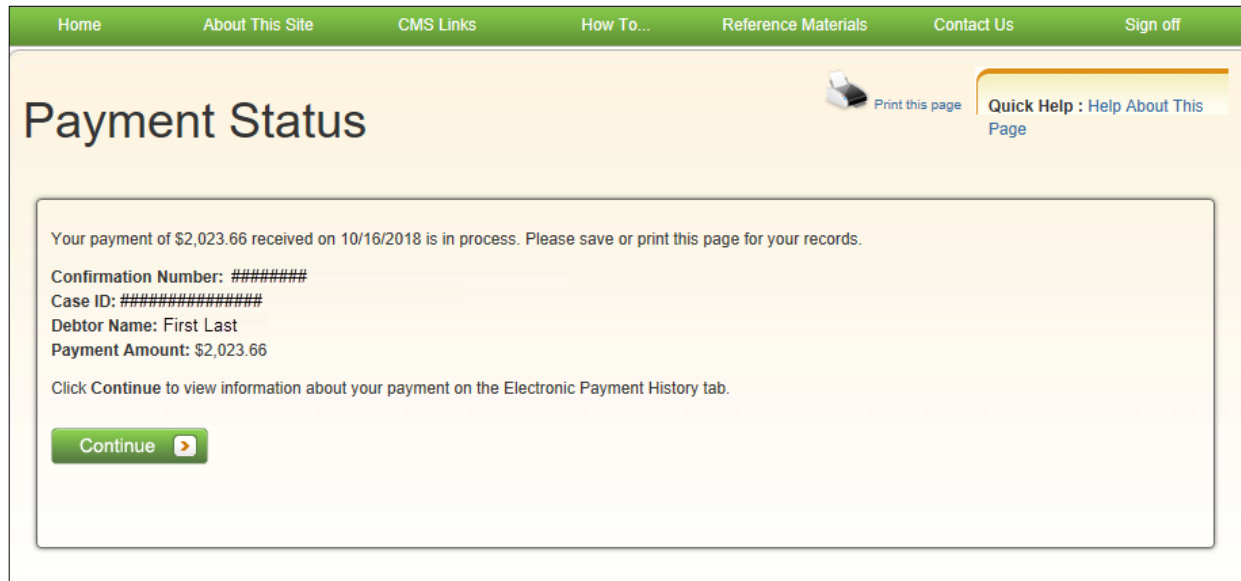 Home About This Site CMS Links How To... Reference Materials Contact Us Sign off
Print this page
Quick Help : Help About This
Page
Payment Status
Your payment of $2,023.66 received on 10/16/2018 is in process. Please save or print this page for your records.
Confirmation Number: ########
Case ID: ###############
Debtor Name: First Last
Payment Amount: $2,023.66
Click Continue to view information about your payment on the Electronic Payment History tab.
Continue